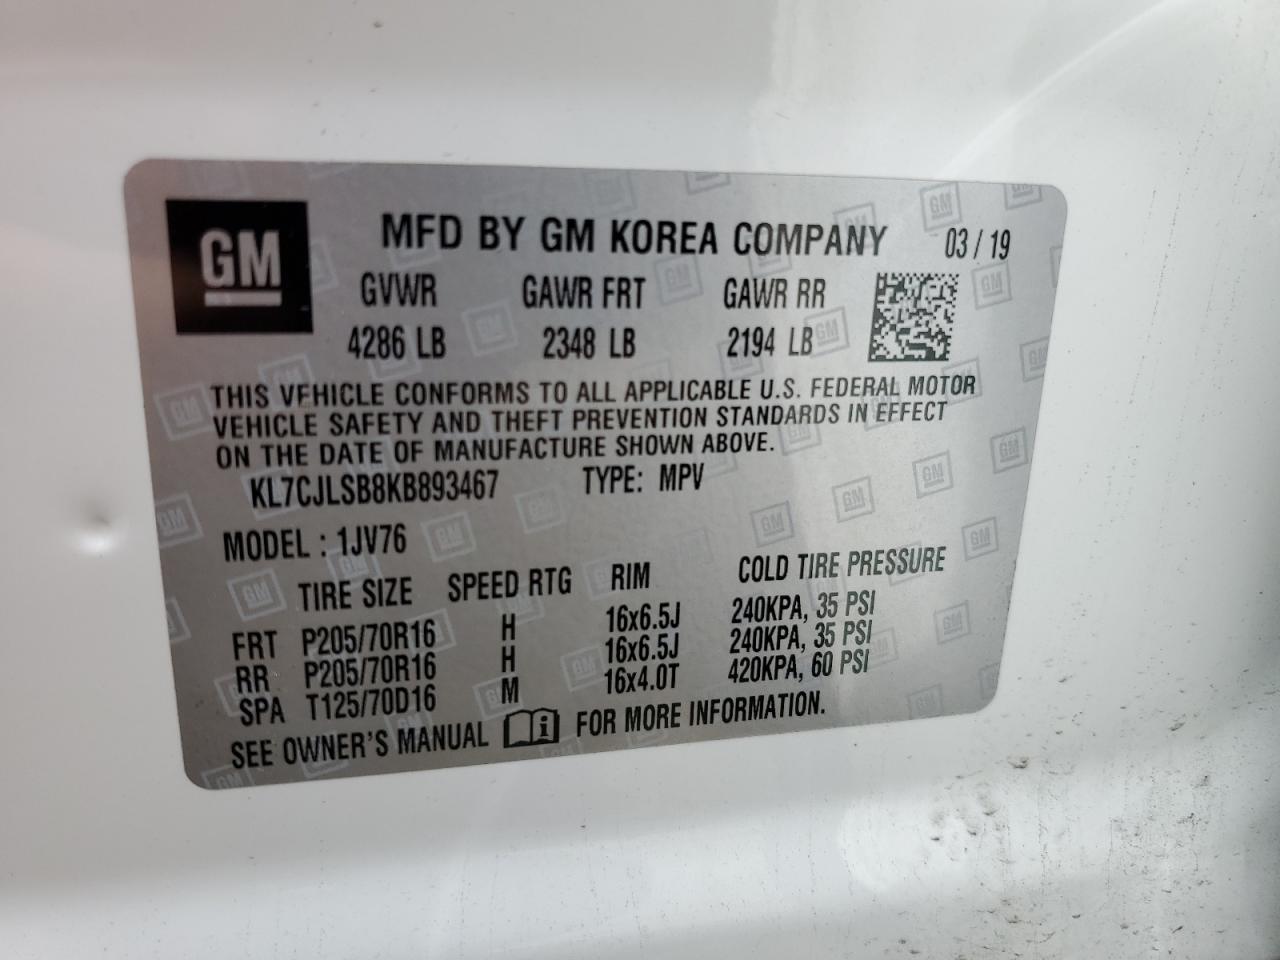 GM
MFD BY GM KOREA COMPANY 03 / 19
GVWR GAWR FRT GAWR RR
4286 LB 2348 LB 2194 LB
THIS VEHICLE CONFORMS TO ALL APPLICABLE U.S. FEDERAL MOTOR
VEHICLE SAFETY AND THEFT PREVENTION STANDARDS IN EFFECT
ON THE DATE OF MANUFACTURE SHOWN ABOVE.
KL7CJLSB8KB893467 TYPE: MPV
MODEL : 1JV76
TIRE SIZE SPEED RTG RIM COLD TIRE PRESSURE
FRT P205/70R16 H 16x6.5J 240KPA, 35 PSI
RR P205/70R16 H 16x6.5J 240KPA, 35 PSI
SPA T125/70D16 M 16x4.0T 420KPA, 60 PSI
SEE OWNER'S MANUAL FOR MORE INFORMATION.